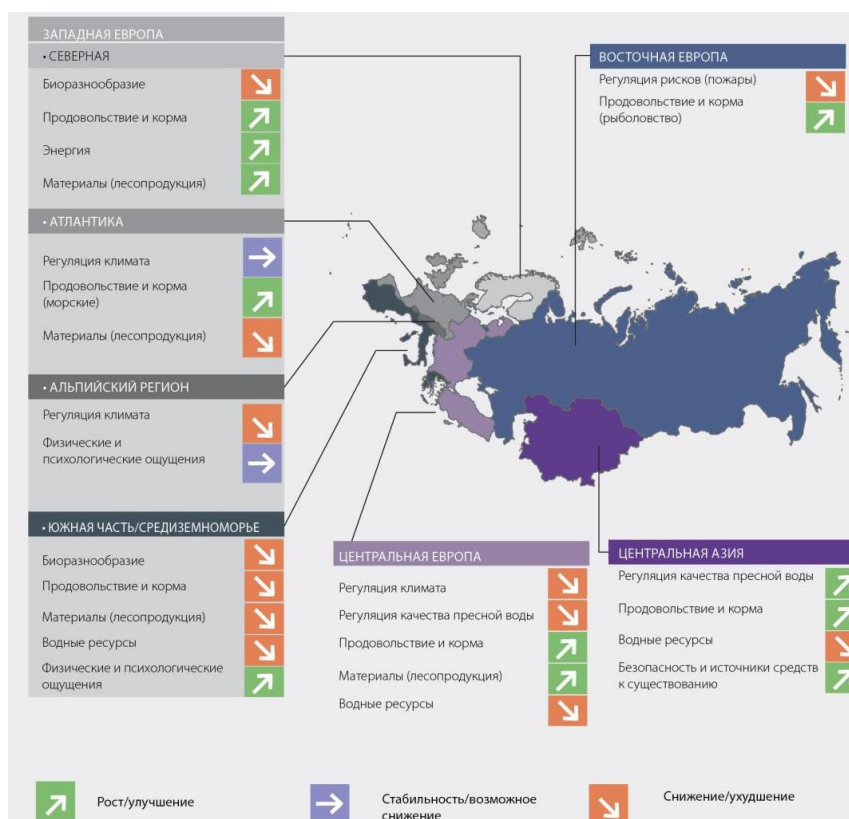 ЗАПАДНАЯ ЕВРОПА
• СЕВЕРНАЯ
Биоразнообразие
Продовольствие и корма
Энергия
Материалы (лесопродукция)
• АТЛАНТИКА
Регуляция климата
Продовольствие и корма
(морские)
Материалы (лесопродукция)
• АЛЬПИЙСКИЙ РЕГИОН
Регуляция климата
Физические и
психологические ощущения
• ЮЖНАЯ ЧАСТЬ/СРЕДИЗЕМНОМОРЬЕ
Биоразнообразие
Продовольствие и корма
Материалы (лесопродукция)
Водные ресурсы
Физические и психологические
ощущения
ВОСТОЧНАЯ ЕВРОПА
Регуляция рисков (пожары)
Продовольствие и корма
(рыболовство)
ЦЕНТРАЛЬНАЯ ЕВРОПА
Регуляция климата
Регуляция качества пресной воды
Продовольствие и корма
Материалы (лесопродукция)
Водные ресурсы
ЦЕНТРАЛЬНАЯ АЗИЯ
Регуляция качества пресной воды
Продовольствие и корма
Водные ресурсы
Безопасность и источники средств
к существованию
Рост/улучшение
Стабильность/возможное
снижение
Снижение/ухудшение